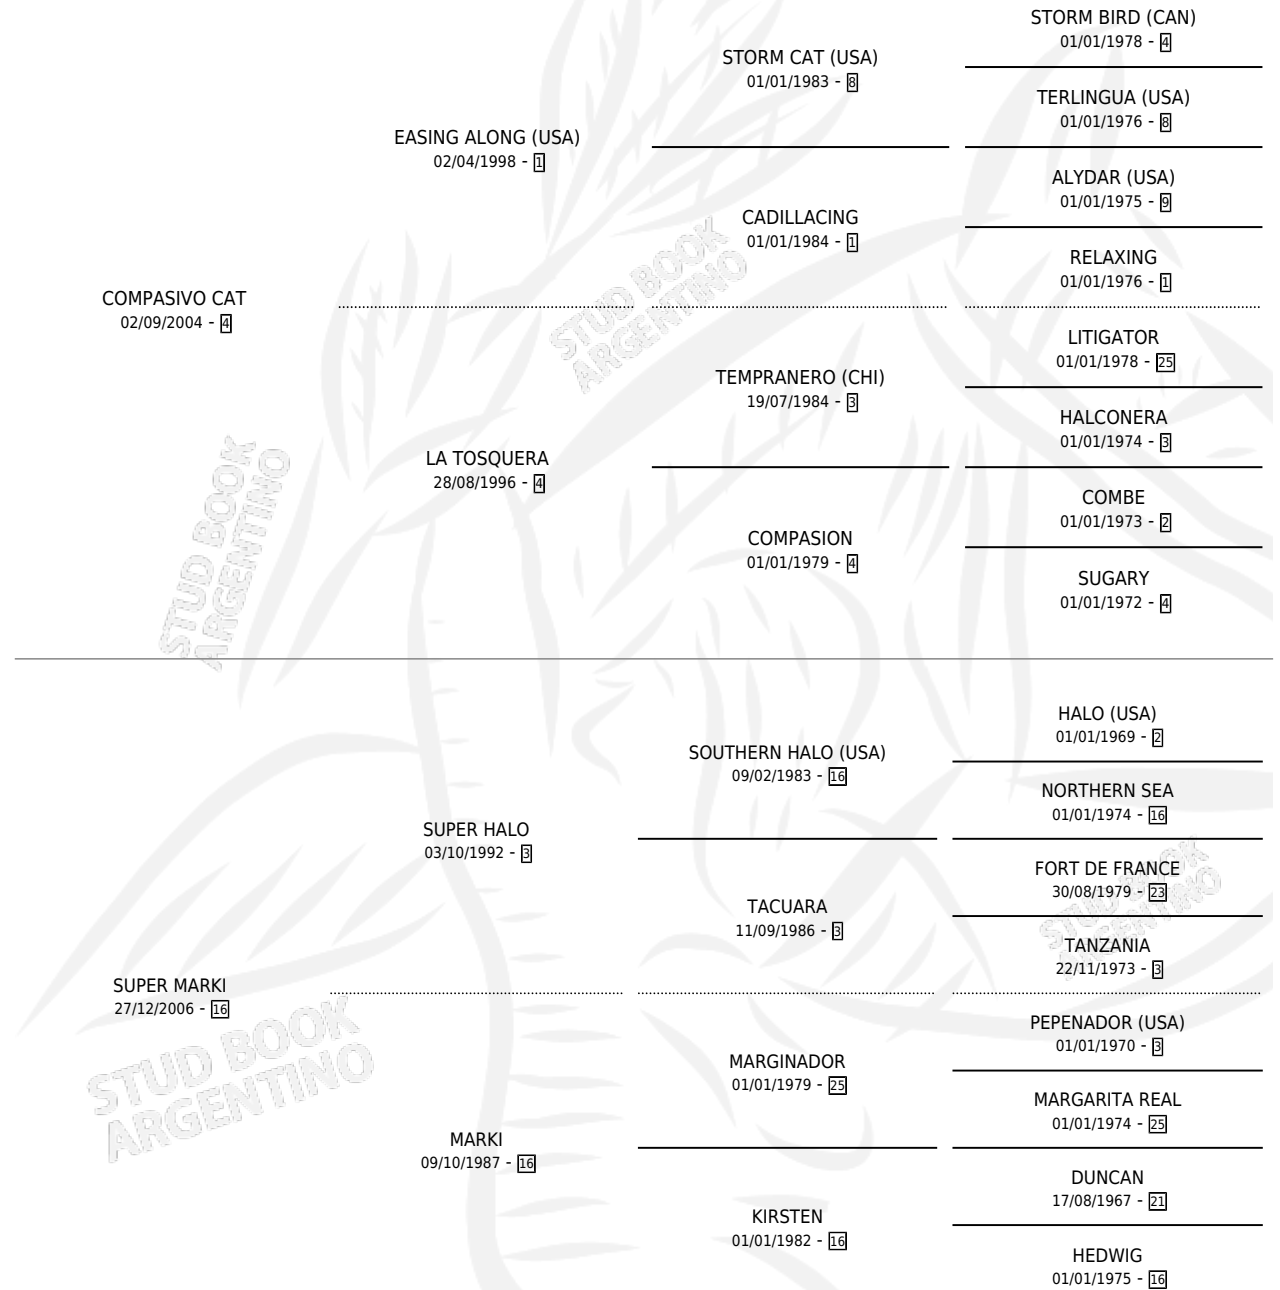 STORM BIRD (CAN)
01/01/1978 - 4
STORM CAT (USA)
01/01/1983 - 8
TERLINGUA (USA)
01/01/1976 - 8
EASING ALONG (USA)
02/04/1998 - 1
ALYDAR (USA)
01/01/1975 - 9
CADILLACING
01/01/1984 - 1
RELAXING
01/01/1976 - 1
COMPASIVO CAT
02/09/2004 - 4
LITIGATOR
01/01/1978 - 25
TEMPRANERO (CHI)
19/07/1984 - 3
HALCONERA
01/01/1974 - 3
LA TOSQUERA
28/08/1996 - 4
COMBE
01/01/1973 - 2
COMPASION
01/01/1979 - 4
SUGARY
01/01/1972 - 4
STUD BOOK
ARGENTINO
STUD BOOK
ARGENTINO
HALO (USA)
01/01/1969 - 2
SOUTHERN HALO (USA)
09/02/1983 - 16
NORTHERN SEA
01/01/1974 - 16
SUPER HALO
03/10/1992 - 3
FORT DE FRANCE
30/08/1979 - 23
TACUARA
11/09/1986 - 3
TANZANIA
22/11/1973 - 3
SUPER MARKI
27/12/2006 - 16
PEPENADOR (USA)
01/01/1970 - 3
MARGINADOR
01/01/1979 - 25
MARGARITA REAL
01/01/1974 - 25
MARKI
09/10/1987 - 16
DUNCAN
17/08/1967 - 21
KIRSTEN
01/01/1982 - 16
HEDWIG
01/01/1975 - 16
STUD BOOK
ARGENTINO
STUD BOOK
ARGENTINO